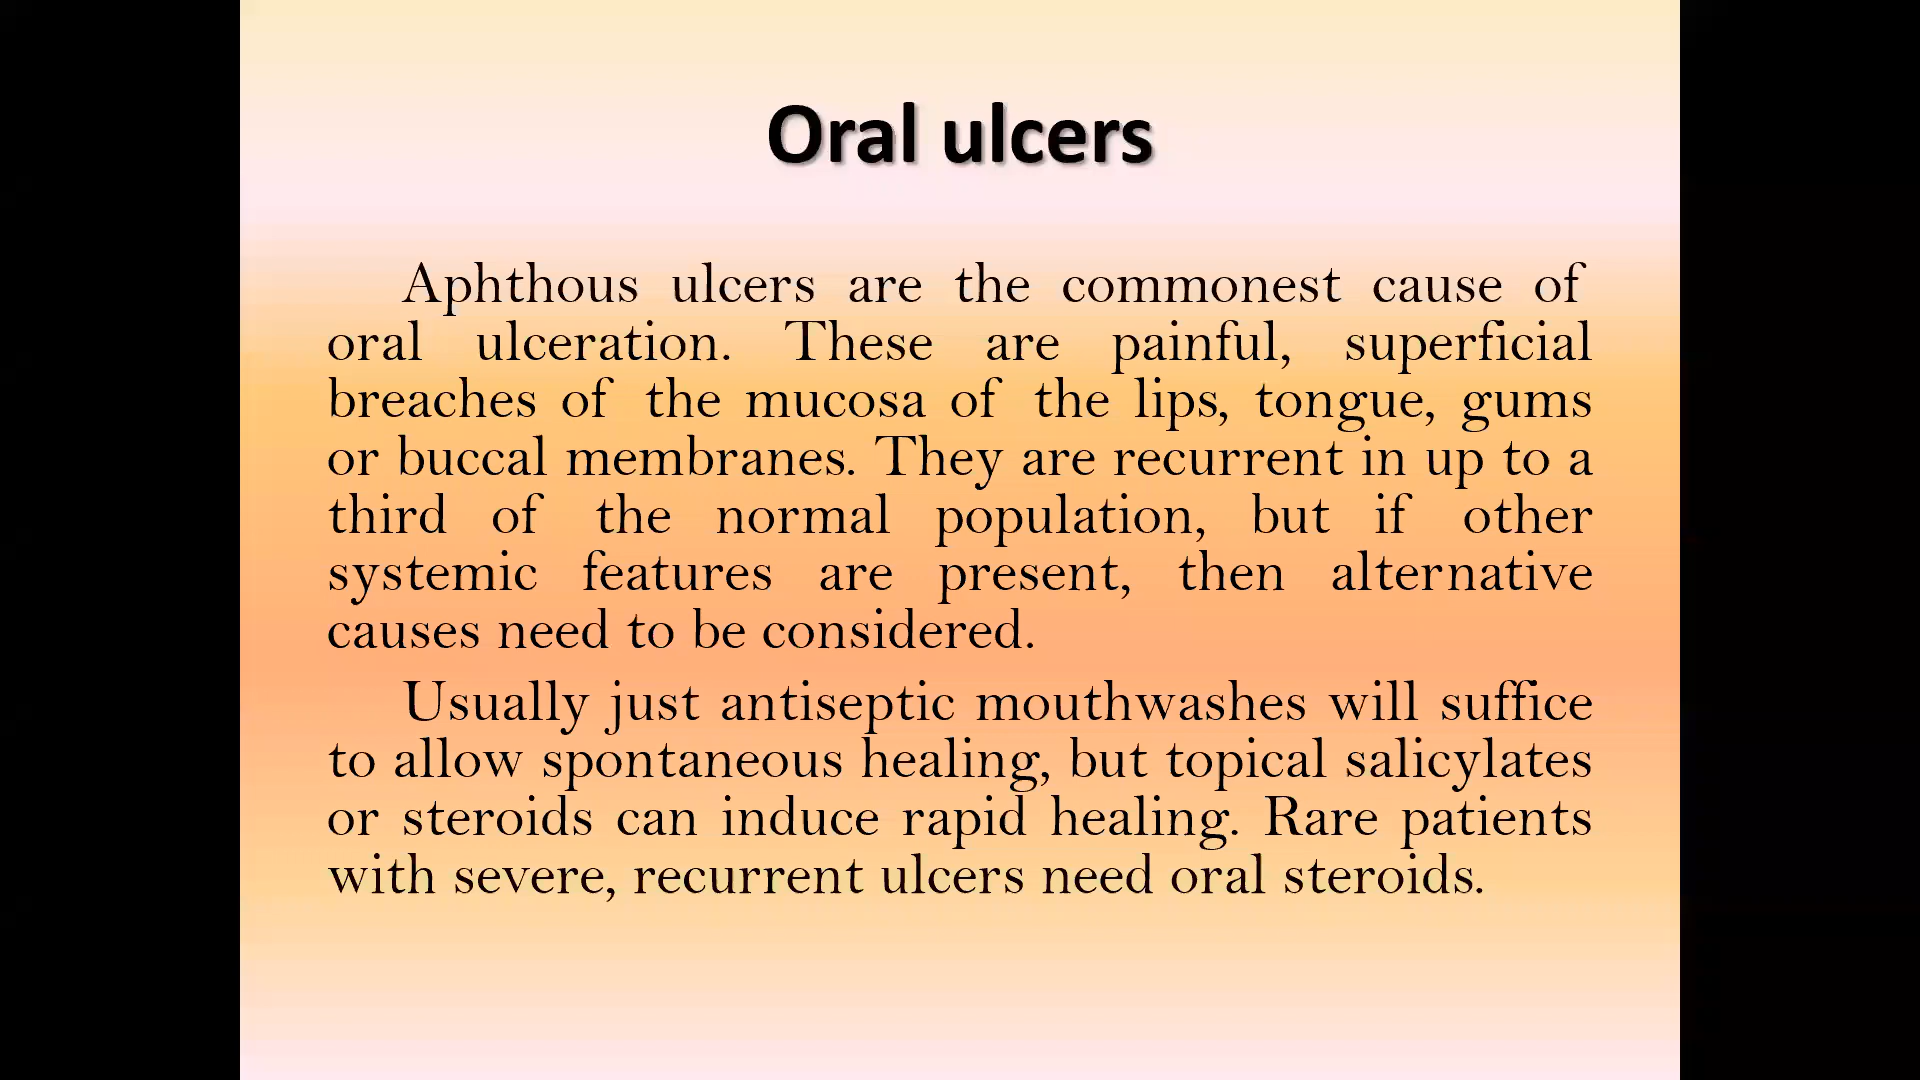 Oral ulcers
Aphthous ulcers are the commonest cause of
oral ulceration. These are painful, superficial
breaches of the mucosa of the lips, tongue, gums
or buccal membranes. They are recurrent in up to a
third of the normal population, but if other
systemic features are present, then alternative
causes need to be considered.
Usually just antiseptic mouthwashes will suffice
to allow spontaneous healing, but topical salicylates
or steroids can induce rapid healing. Rare patients
with severe, recurrent ulcers need oral steroids.